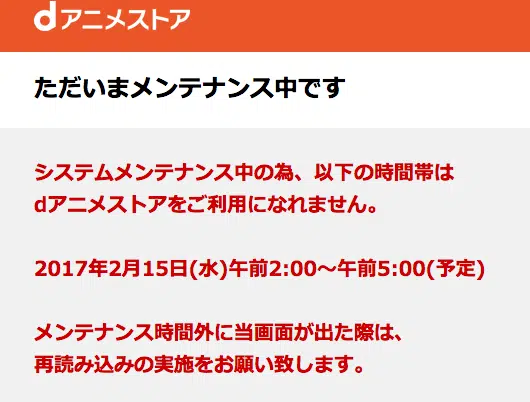 dアニメストア
ただいまメンテナンス中です
システムメンテナンス中の為、以下の時間帯は
dアニメストアをご利用になれません。
2017年2月15日(水)午前2:00～午前5:00(予定)
メンテナンス時間外に当画面が出た際は、
再読み込みの実施をお願い致します。